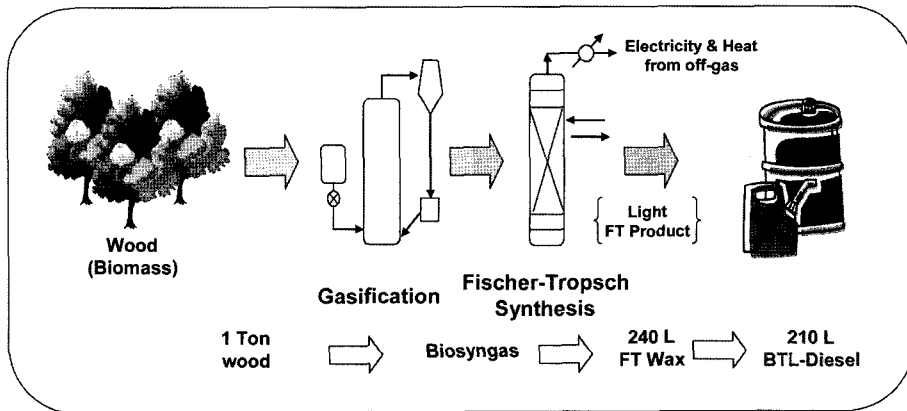 Electricity & Heat
from off-gas
Wood
(Biomass)
Light
FT Product
Gasification
Fischer-Tropsch
Synthesis
1 Ton
wood
Biosyngas
240 L
FT Wax
210 L
BTL-Diesel